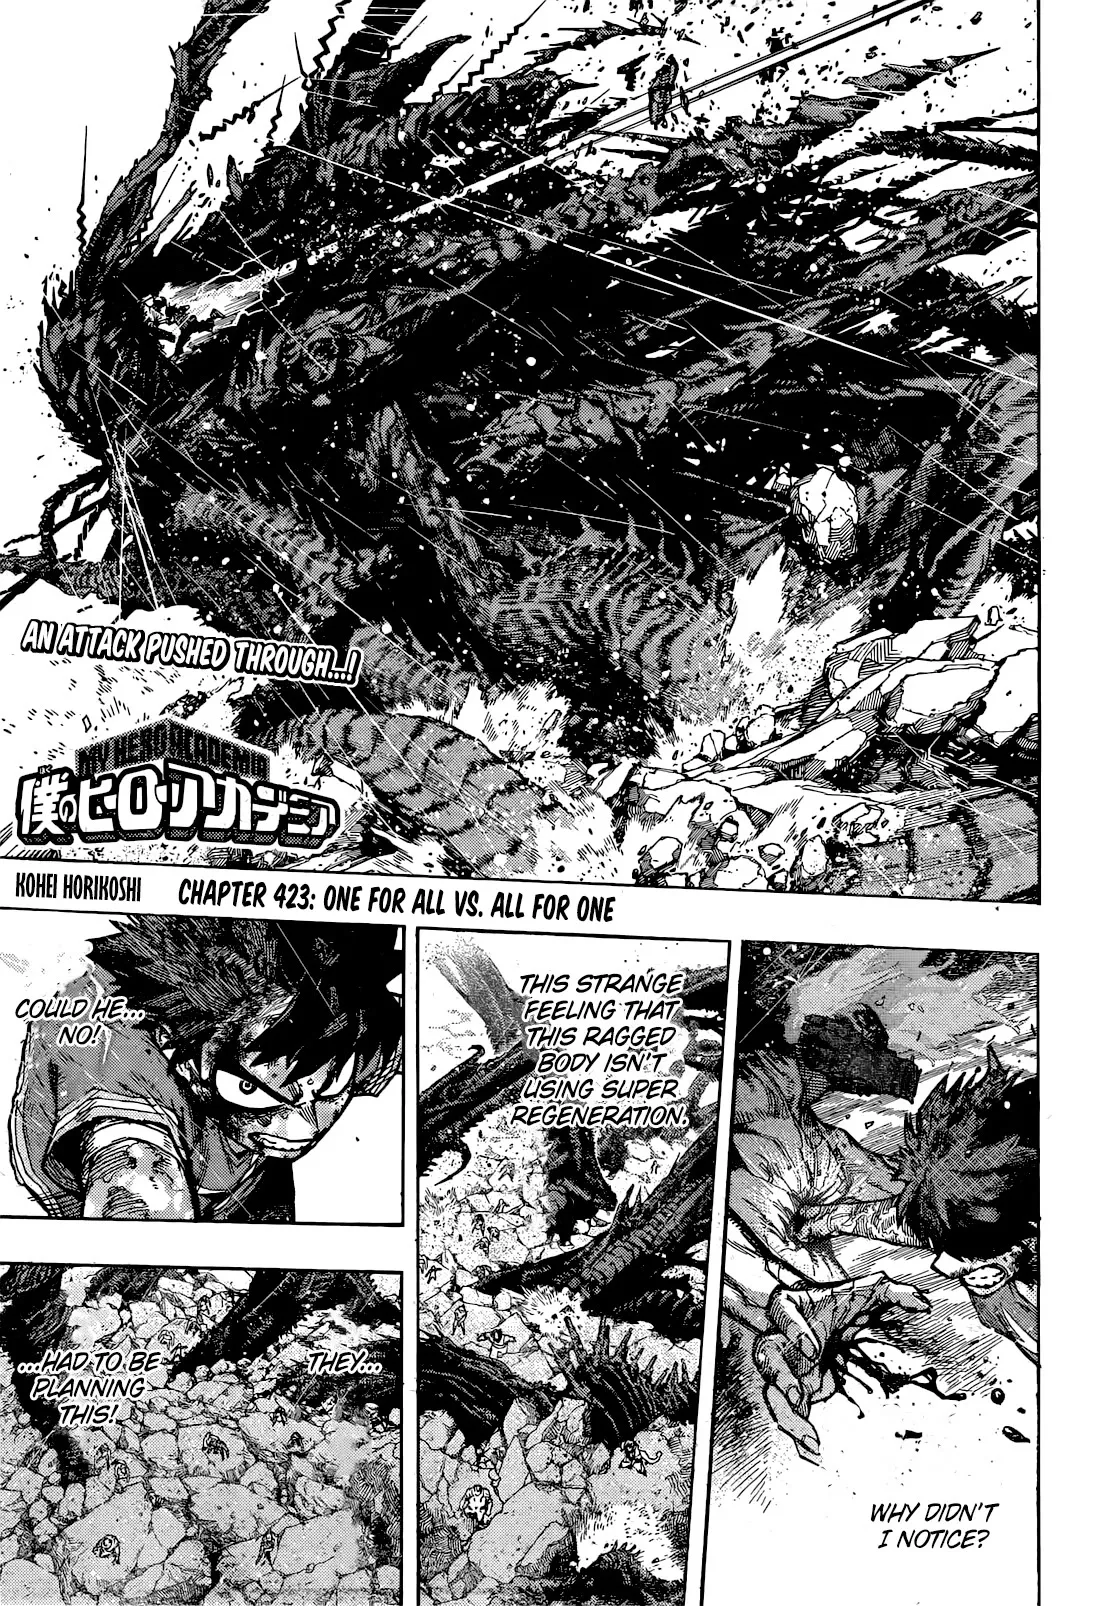 AN ATTACK PUSHED THROUGH...!
MY HERO ACADEMIA
僕のヒーローアカデミア
KOHEI HORIKOSHI
CHAPTER 423: ONE FOR ALL VS. ALL FOR ONE
WHY DIDN'T
I NOTICE?
THIS STRANGE
FEELING THAT
THIS RAGGED
BODY ISN'T
USING SUPER
REGENERATION.
COULD HE...
NO!
THEY...
...HAD TO BE
PLANNING
THIS!